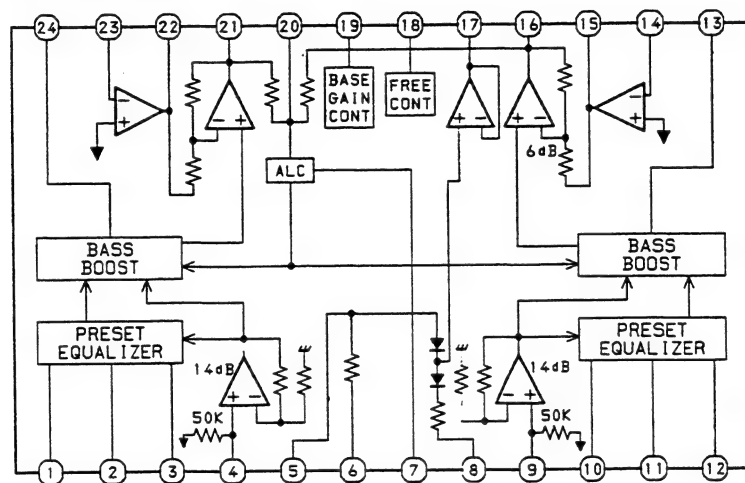 24 23 22 21 20 19 18 17 16 15 14 13
BASE
GAIN
CONT
FREE
CONT
- +
- +
- +
+ -
+ -
- +
6dB
ALC
BASS
BOOST
BASS
BOOST
PRESET
EQUALIZER
PRESET
EQUALIZER
14dB
+ -
14dB
- +
50K
50K
1 2 3 4 5 6 7 8 9 10 11 12